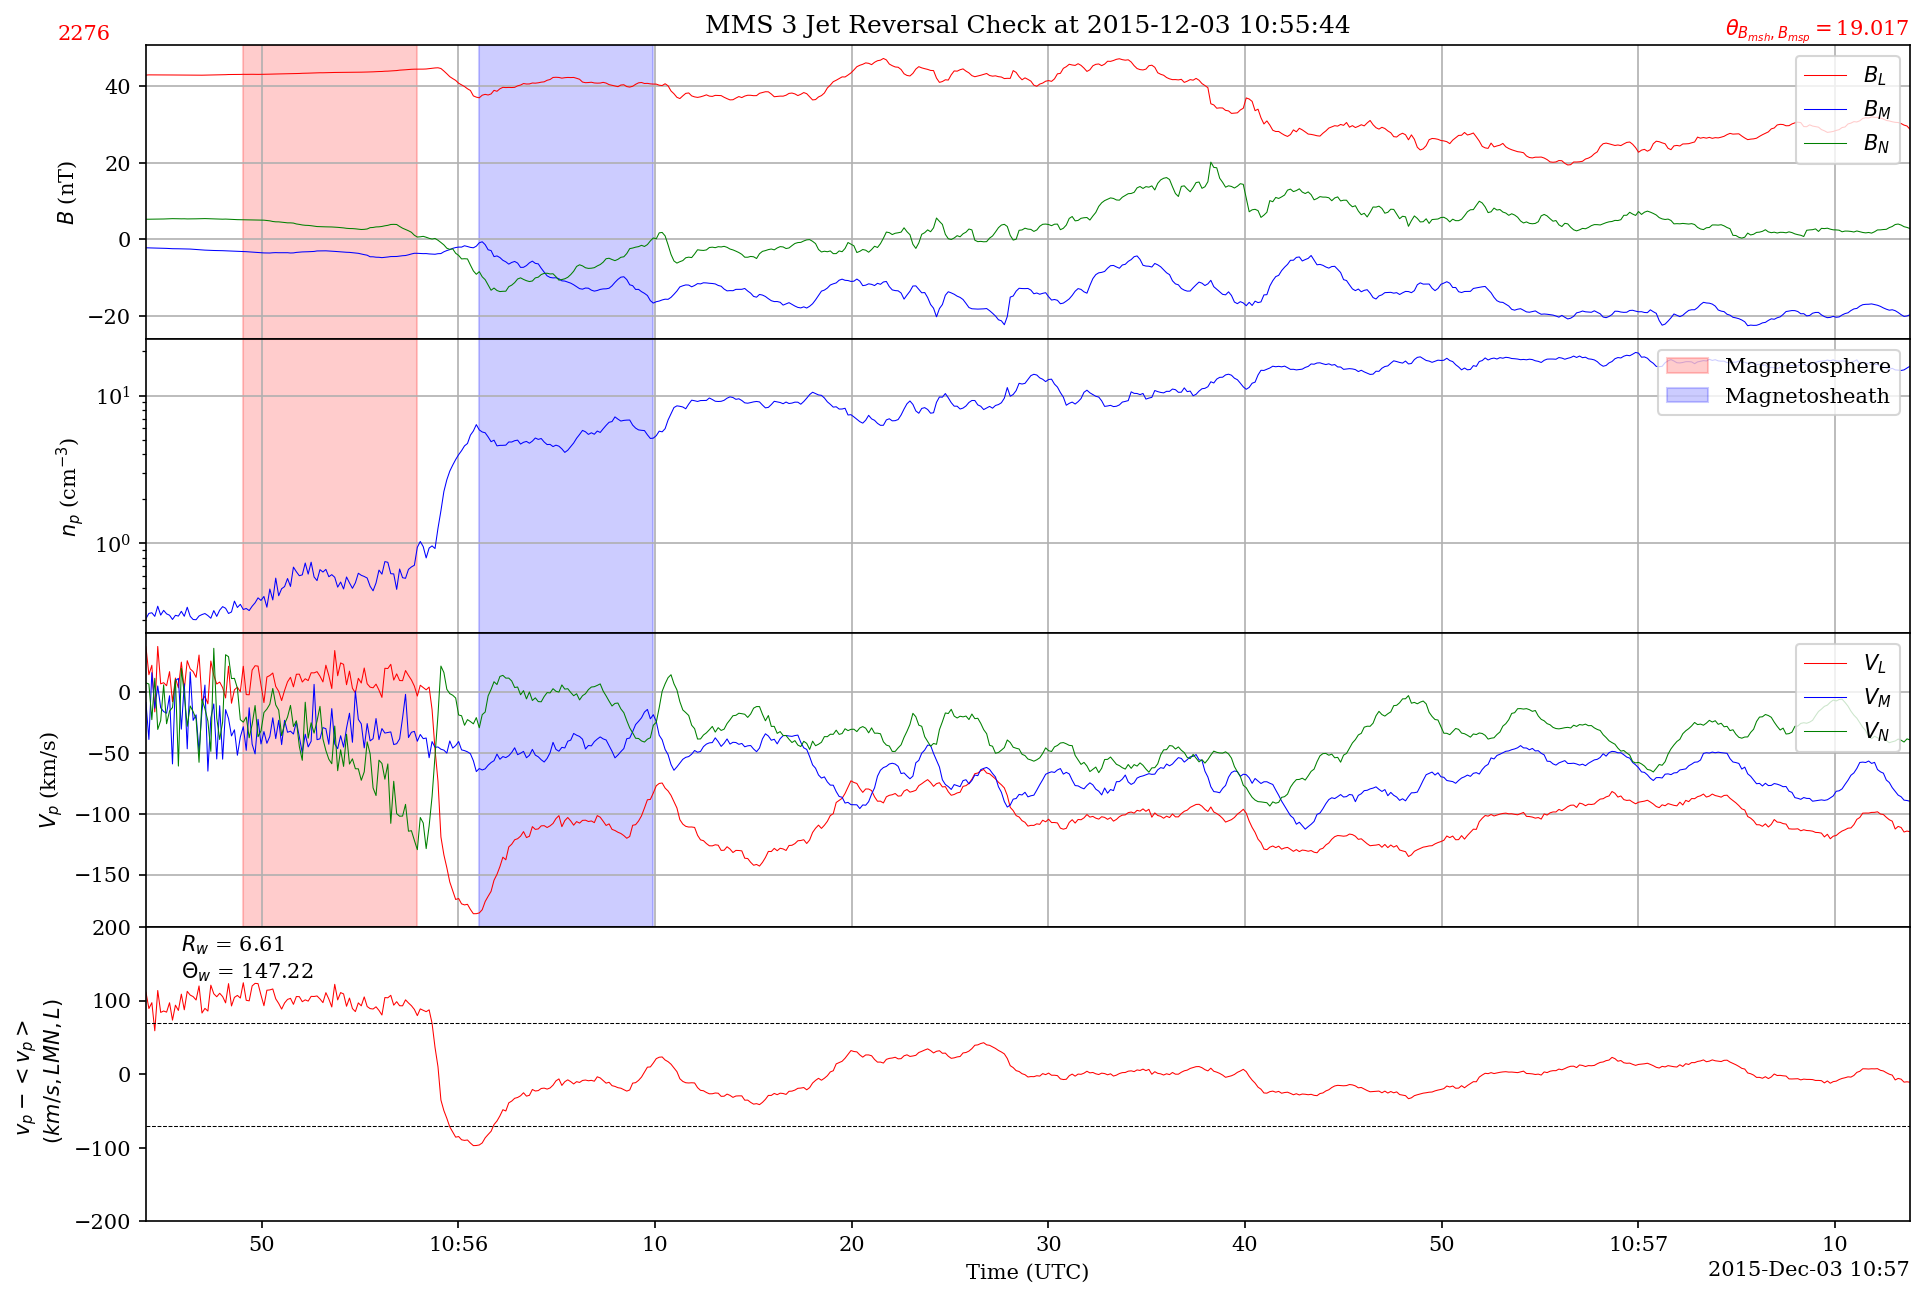 MMS 3 Jet Reversal Check at 2015-12-03 10:55:44
2276
θ_{B_{msh}, B_{msp}} = 19.017
40
20
0
−20
B (nT)
B_L
B_M
B_N
10^1
10^0
n_p (cm^{−3})
Magnetosphere
Magnetosheath
0
−50
−100
−150
V_p (km/s)
V_L
V_M
V_N
200
100
0
−100
−200
v_p − < v_p >
(km/s, LMN, L)
R_w = 6.61
Θ_w = 147.22
50
10:56
10
20
30
40
50
10:57
10
Time (UTC)
2015-Dec-03 10:57